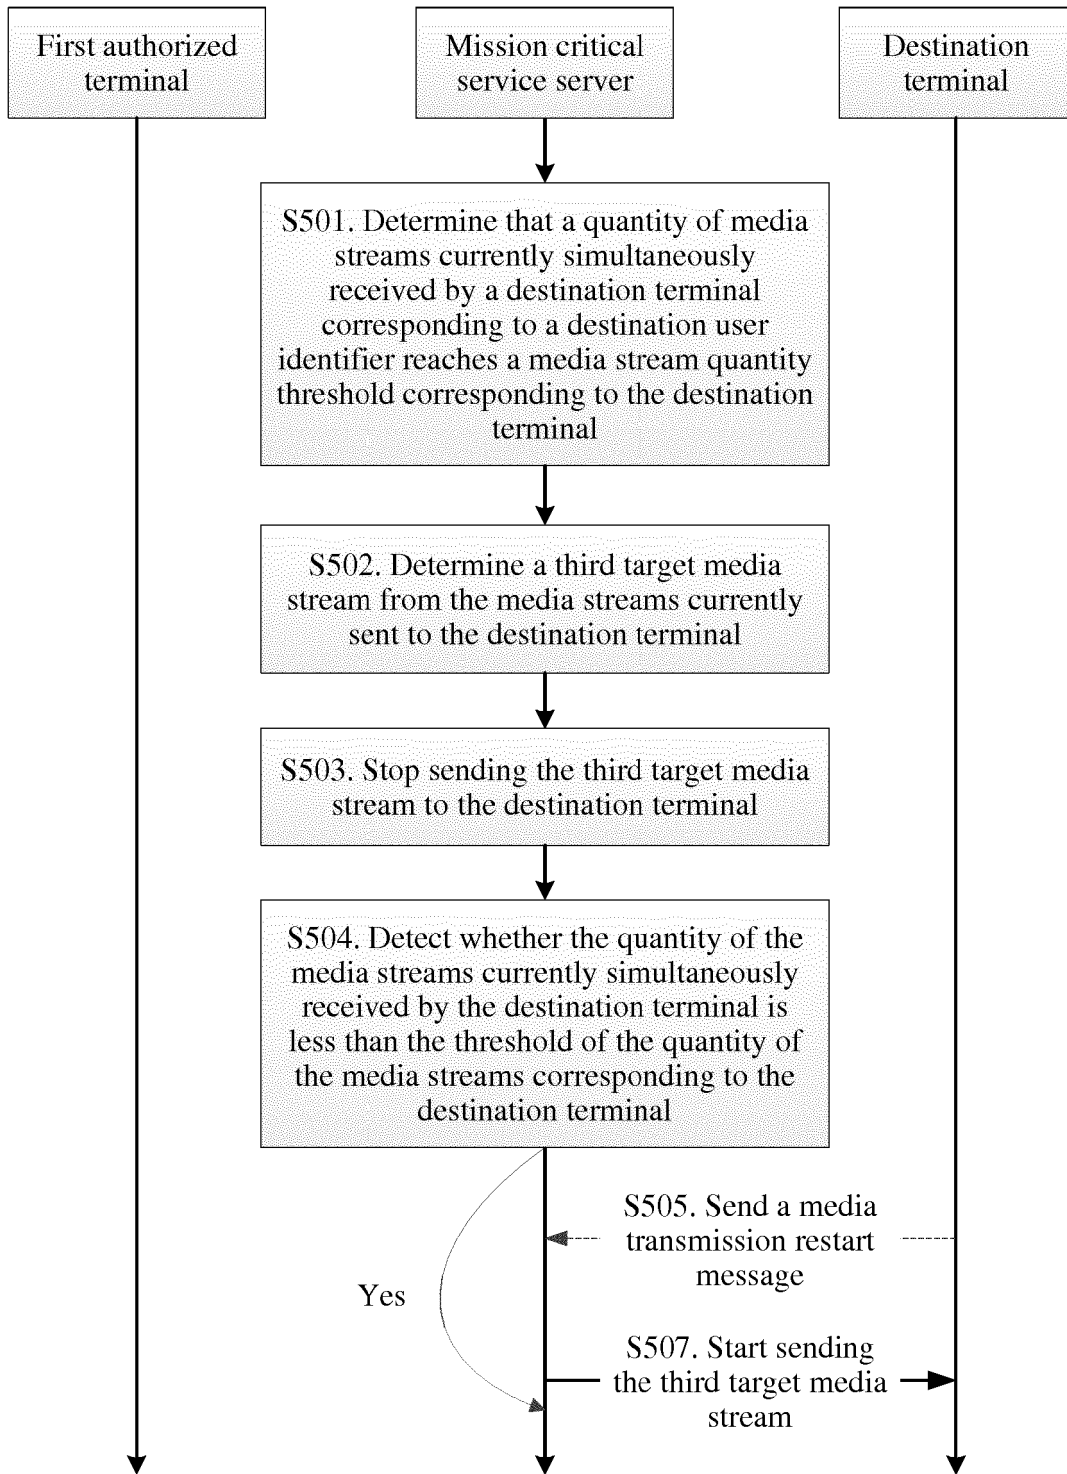 First authorized
terminal
Mission critical
service server
Destination
terminal
S501. Determine that a quantity of media
streams currently simultaneously
received by a destination terminal
corresponding to a destination user
identifier reaches a media stream quantity
threshold corresponding to the destination
terminal
S502. Determine a third target media
stream from the media streams currently
sent to the destination terminal
S503. Stop sending the third target media
stream to the destination terminal
S504. Detect whether the quantity of the
media streams currently simultaneously
received by the destination terminal is
less than the threshold of the quantity of
the media streams corresponding to the
destination terminal
S505. Send a media
transmission restart
message
Yes
S507. Start sending
the third target media
stream